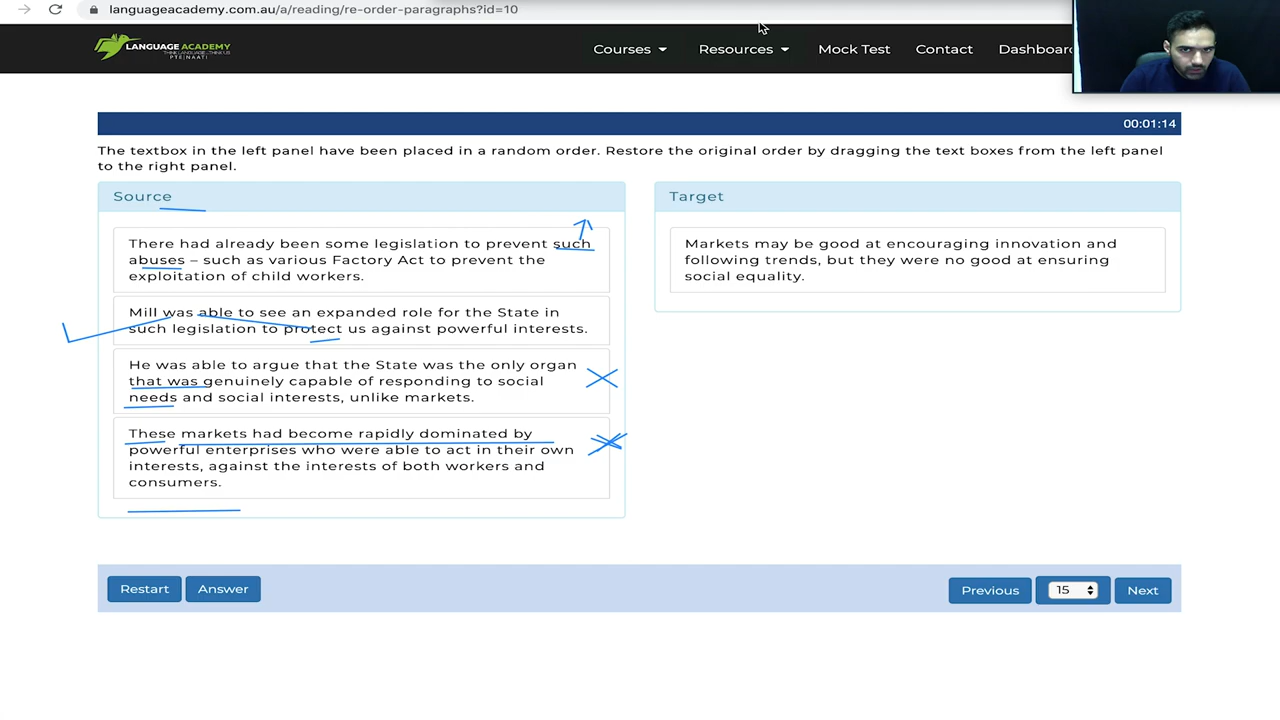 languageacademy.com.au/a/reading/re-order-paragraphs?id=10
LANGUAGE ACADEMY
THINK LANGUAGE - THINK US
PTE|NAATI
Courses Resources Mock Test Contact Dashboard
00:01:14
The textbox in the left panel have been placed in a random order. Restore the original order by dragging the text boxes from the left panel
to the right panel.
Source
There had already been some legislation to prevent such
abuses – such as various Factory Act to prevent the
exploitation of child workers.
Mill was able to see an expanded role for the State in
such legislation to protect us against powerful interests.
He was able to argue that the State was the only organ
that was genuinely capable of responding to social
needs and social interests, unlike markets.
These markets had become rapidly dominated by
powerful enterprises who were able to act in their own
interests, against the interests of both workers and
consumers.
Target
Markets may be good at encouraging innovation and
following trends, but they were no good at ensuring
social equality.
Restart Answer Previous 15 Next